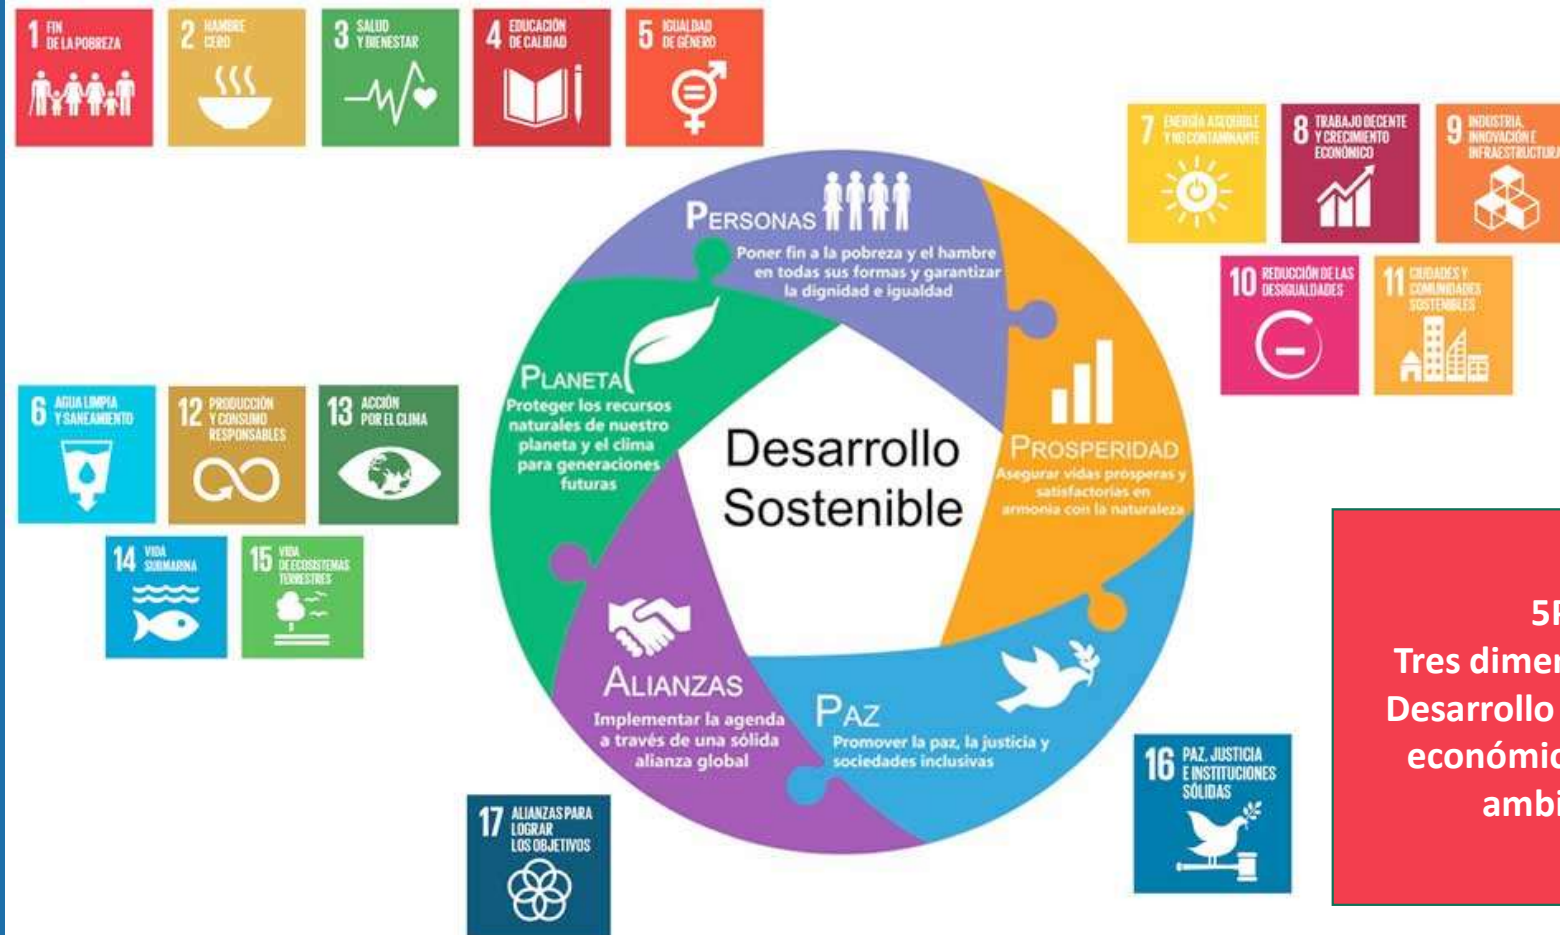 1 FIN
DE LA POBREZA
2 HAMBRE
CERO
3 SALUD
Y BIENESTAR
4 EDUCACIÓN
DE CALIDAD
5 IGUALDAD
DE GÉNERO
7 ENERGÍA ASEQUIBLE
Y NO CONTAMINANTE
8 TRABAJO DECENTE
Y CRECIMIENTO
ECONÓMICO
9 INDUSTRIA,
INNOVACIÓN E
INFRAESTRUCTURA
10 REDUCCIÓN DE LAS
DESIGUALDADES
11 CIUDADES Y
COMUNIDADES
SOSTENIBLES
PERSONAS
Poner fin a la pobreza y el hambre
en todas sus formas y garantizar
la dignidad e igualdad
PLANETA
Proteger los recursos
naturales de nuestro
planeta y el clima
para generaciones
futuras
Desarrollo
Sostenible
PROSPERIDAD
Asegurar vidas prósperas y
satisfactorias en
armonía con la naturaleza
6 AGUA LIMPIA
Y SANEAMIENTO
12 PRODUCCIÓN
Y CONSUMO
RESPONSABLES
13 ACCIÓN
POR EL CLIMA
14 VIDA
SUBMARINA
15 VIDA
DE ECOSISTEMAS
TERRESTRES
ALIANZAS
Implementar la agenda
a través de una sólida
alianza global
PAZ
Promover la paz, la justicia y
sociedades inclusivas
17 ALIANZAS PARA
LOGRAR
LOS OBJETIVOS
16 PAZ, JUSTICIA
E INSTITUCIONES
SÓLIDAS
5P
Tres dimen
Desarrollo
económic
ambi